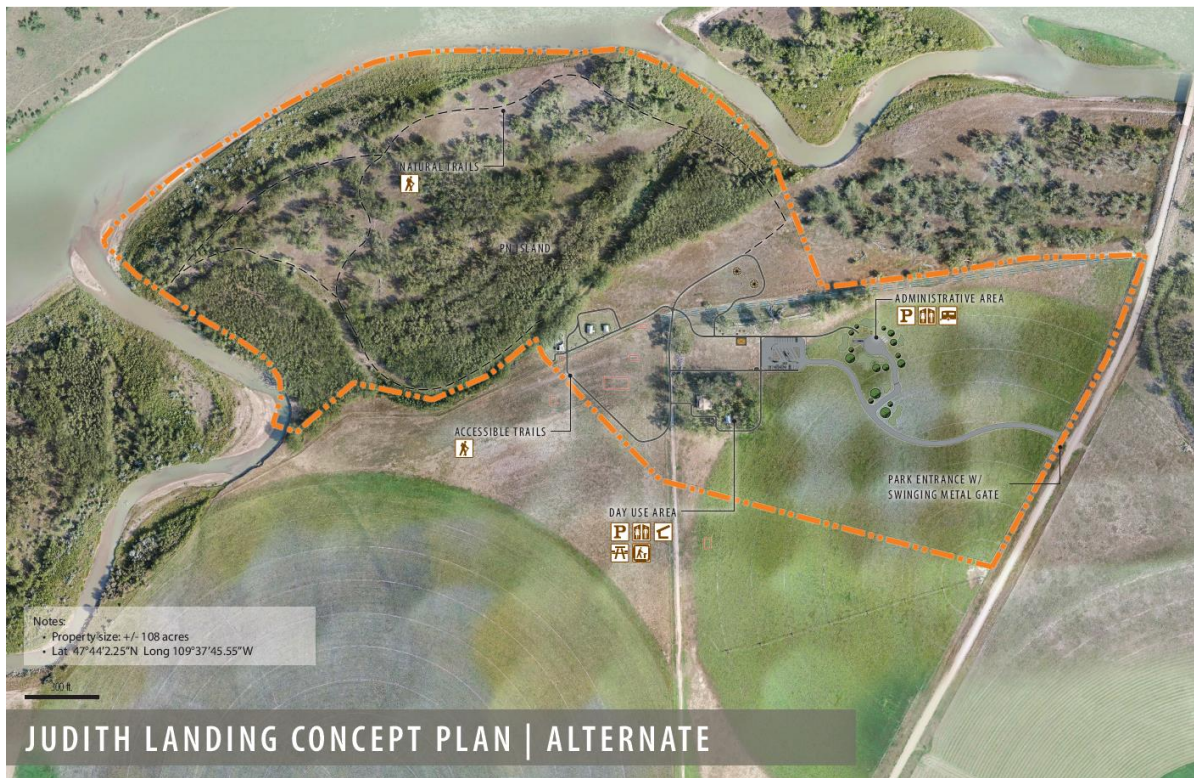 NATURAL TRAILS
PN ISLAND
ADMINISTRATIVE AREA
P
ACCESSIBLE TRAILS
PARK ENTRANCE W/
SWINGING METAL GATE
DAY USE AREA
P
Notes:
• Property size: +/- 108 acres
• Lat 47°44'2.25"N Long 109°37'45.55"W
300 ft
JUDITH LANDING CONCEPT PLAN | ALTERNATE